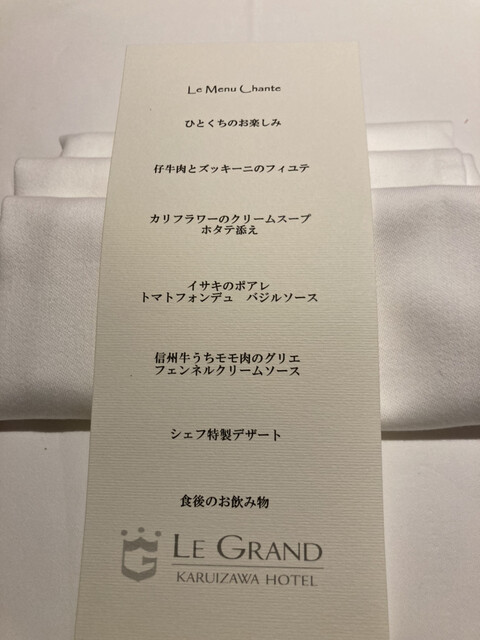 Le Menu Chante
ひとくちのお楽しみ
仔牛肉とズッキーニのフィユテ
カリフラワーのクリームスープ
ホタテ添え
イサキのポアレ
トマトフォンデュ　バジルソース
信州牛うちモモ肉のグリエ
フェンネルクリームソース
シェフ特製デザート
食後のお飲み物
LE GRAND
KARUIZAWA HOTEL